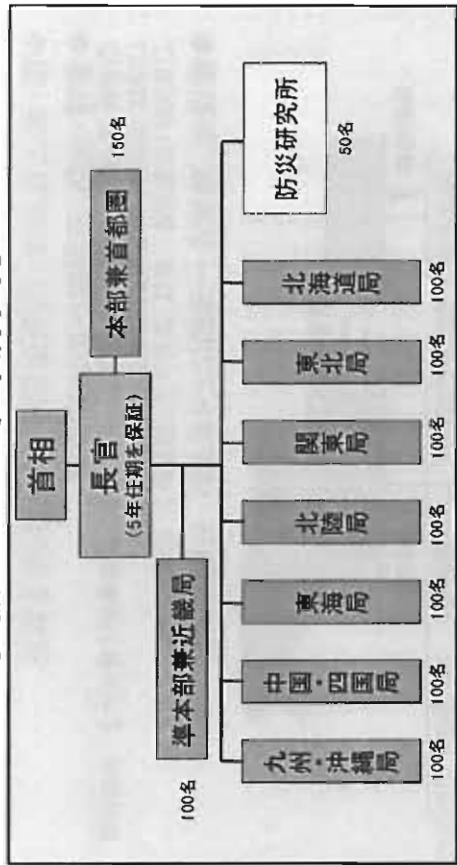 首相
長官
(5年任期を保証)
本部兼首都圏
150名
準本部兼近畿局
100名
九州・沖縄局
中国・四国局
東海局
北陸局
関東局
東北局
北海道局
防災研究所
100名
100名
100名
100名
100名
100名
100名
50名